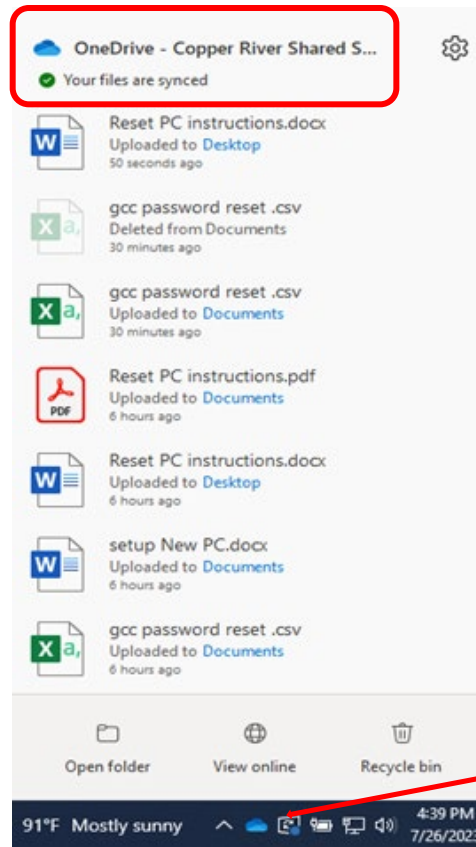 OneDrive - Copper River Shared S...
Your files are synced
Reset PC instructions.docx
Uploaded to Desktop
50 seconds ago
gcc password reset .csv
Deleted from Documents
30 minutes ago
gcc password reset .csv
Uploaded to Documents
30 minutes ago
Reset PC instructions.pdf
Uploaded to Documents
6 hours ago
Reset PC instructions.docx
Uploaded to Desktop
6 hours ago
setup New PC.docx
Uploaded to Documents
6 hours ago
gcc password reset .csv
Uploaded to Documents
6 hours ago
Open folder View online Recycle bin
91°F Mostly sunny 4:39 PM
7/26/2023